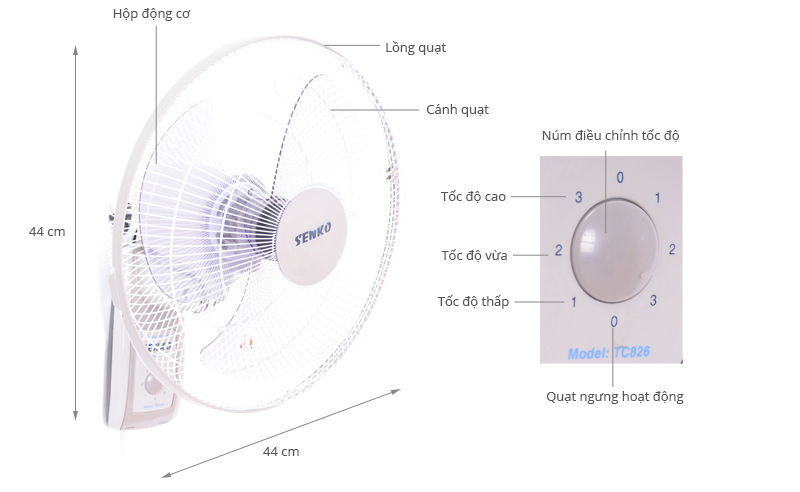 Hộp động cơ
Lồng quạt
Cánh quạt
44 cm
SENKO
44 cm
Núm điều chỉnh tốc độ
0
Tốc độ cao
3
1
Tốc độ vừa
2
2
Tốc độ thấp
1
3
0
Model: TC826
Quạt ngưng hoạt động